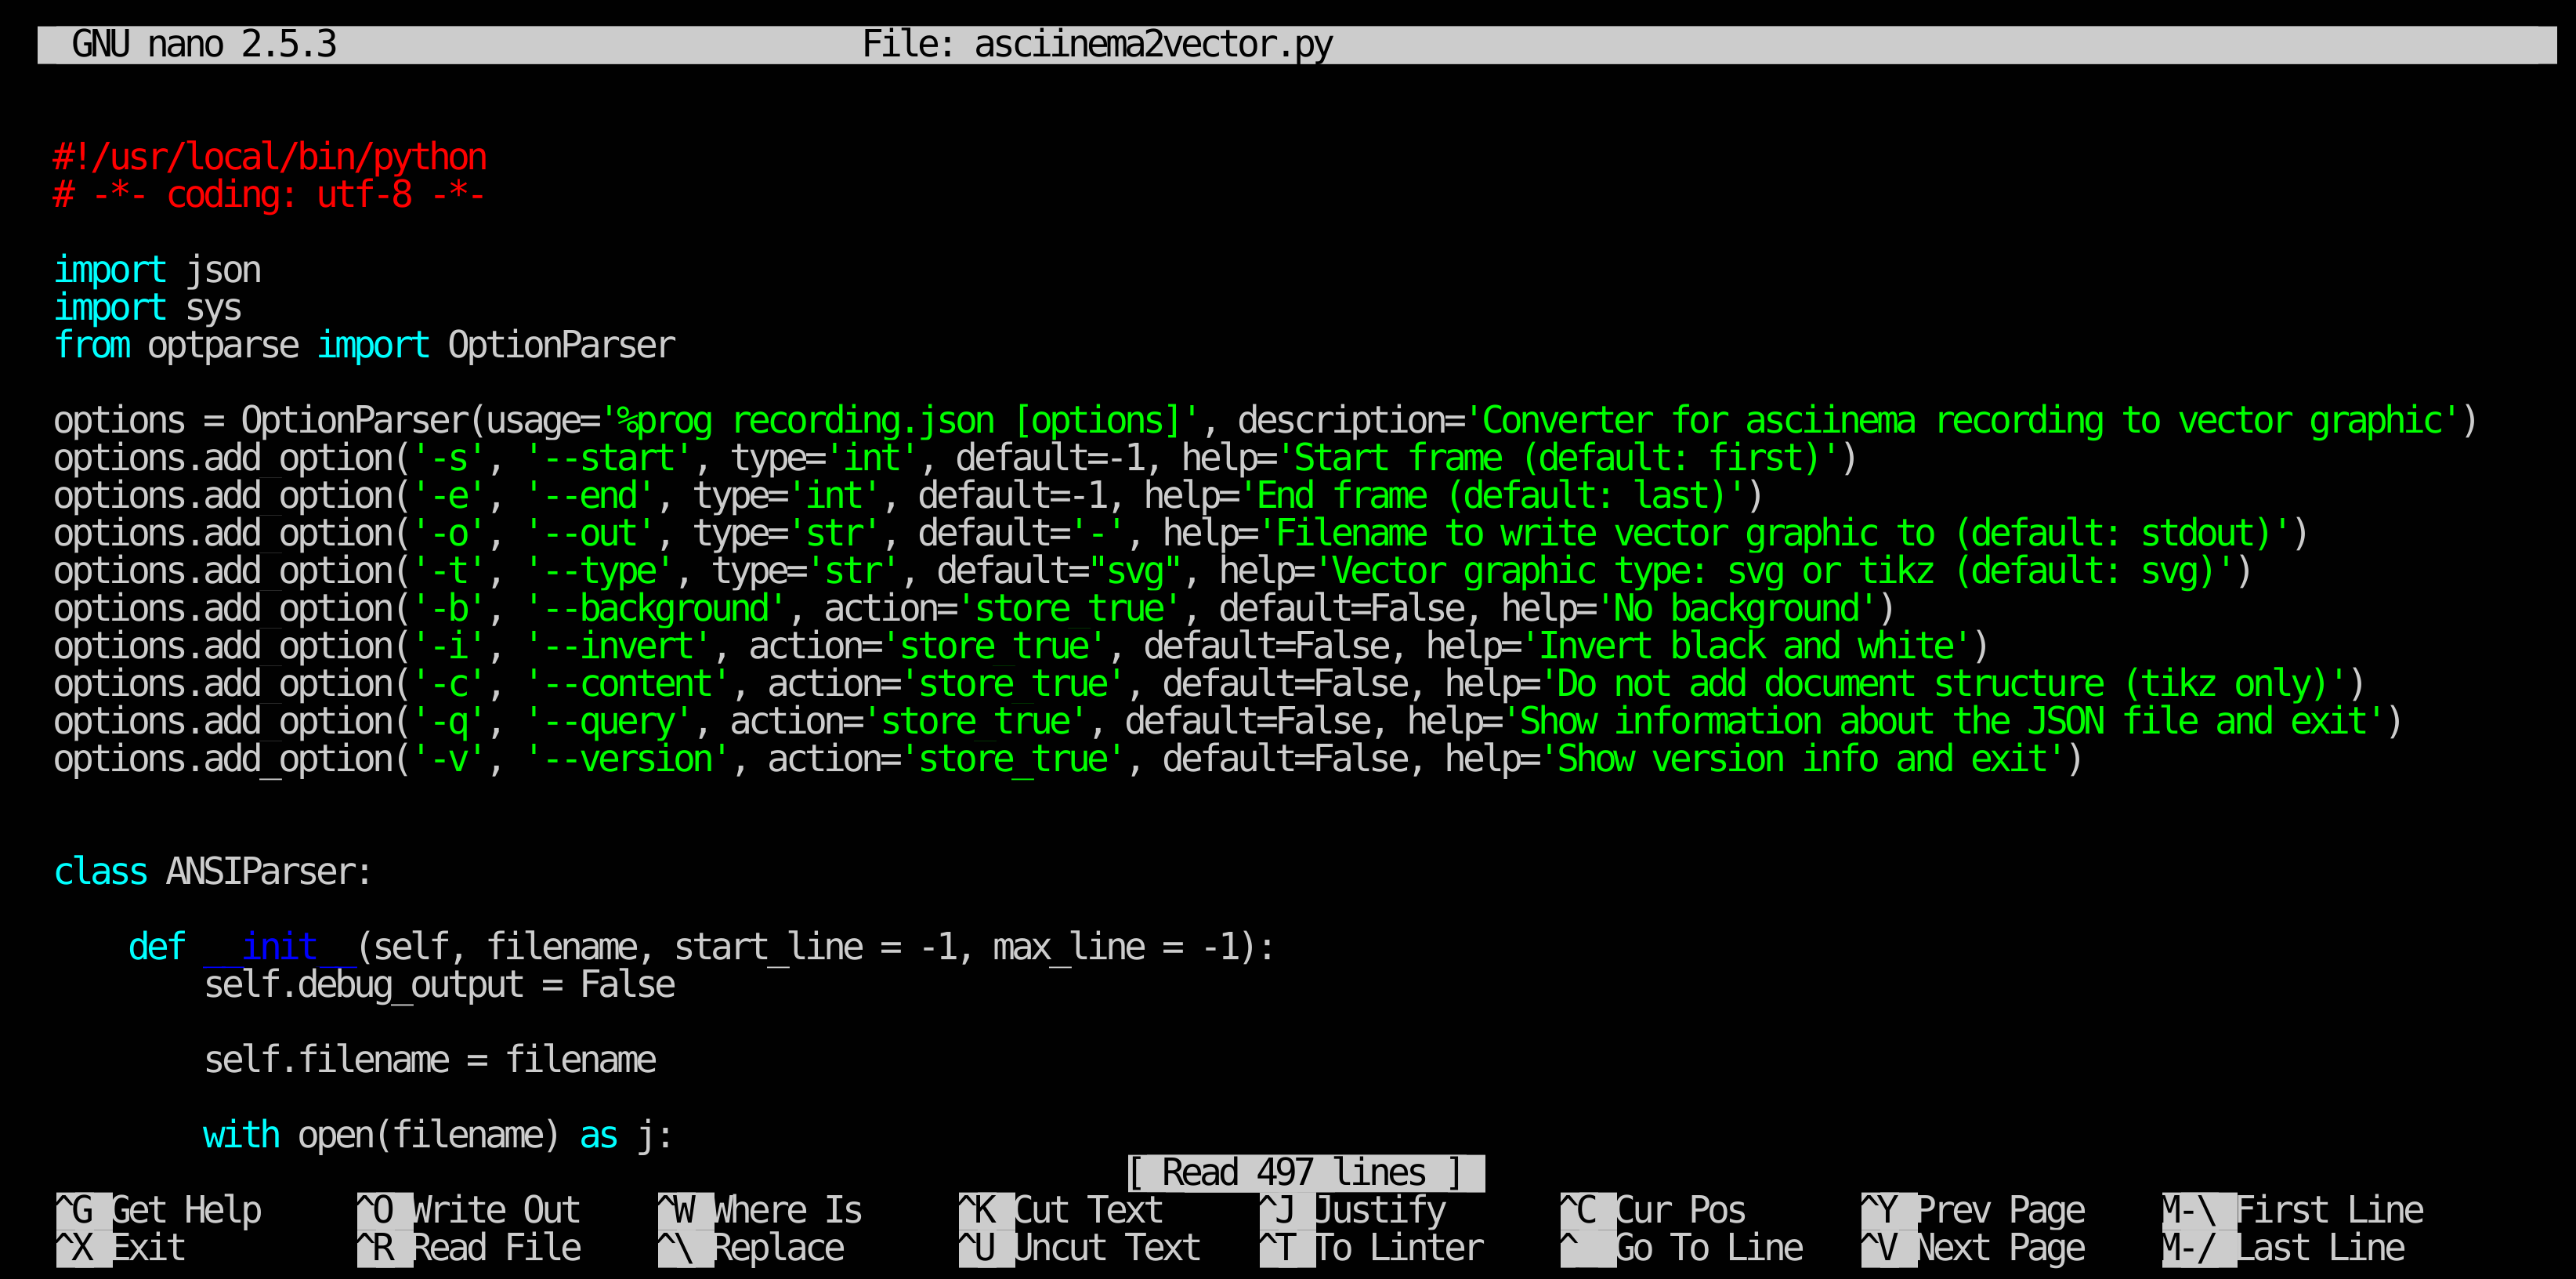 GNU nano 2.5.3 File: asciinema2vector.py
#!/usr/local/bin/python
# -*- coding: utf-8 -*-
import json
import sys
from optparse import OptionParser
options = OptionParser(usage='%prog recording.json [options]', description='Converter for asciinema recording to vector graphic')
options.add_option('-s', '--start', type='int', default=-1, help='Start frame (default: first)')
options.add_option('-e', '--end', type='int', default=-1, help='End frame (default: last)')
options.add_option('-o', '--out', type='str', default='-', help='Filename to write vector graphic to (default: stdout)')
options.add_option('-t', '--type', type='str', default="svg", help='Vector graphic type: svg or tikz (default: svg)')
options.add_option('-b', '--background', action='store_true', default=False, help='No background')
options.add_option('-i', '--invert', action='store_true', default=False, help='Invert black and white')
options.add_option('-c', '--content', action='store_true', default=False, help='Do not add document structure (tikz only)')
options.add_option('-q', '--query', action='store_true', default=False, help='Show information about the JSON file and exit')
options.add_option('-v', '--version', action='store_true', default=False, help='Show version info and exit')
class ANSIParser:
    def __init__(self, filename, start_line = -1, max_line = -1):
        self.debug_output = False
        self.filename = filename
        with open(filename) as j:
[ Read 497 lines ]
^G Get Help ^O Write Out ^W Where Is ^K Cut Text ^J Justify ^C Cur Pos ^Y Prev Page M-\ First Line
^X Exit ^R Read File ^\ Replace ^U Uncut Text ^T To Linter ^ Go To Line ^V Next Page M-/ Last Line